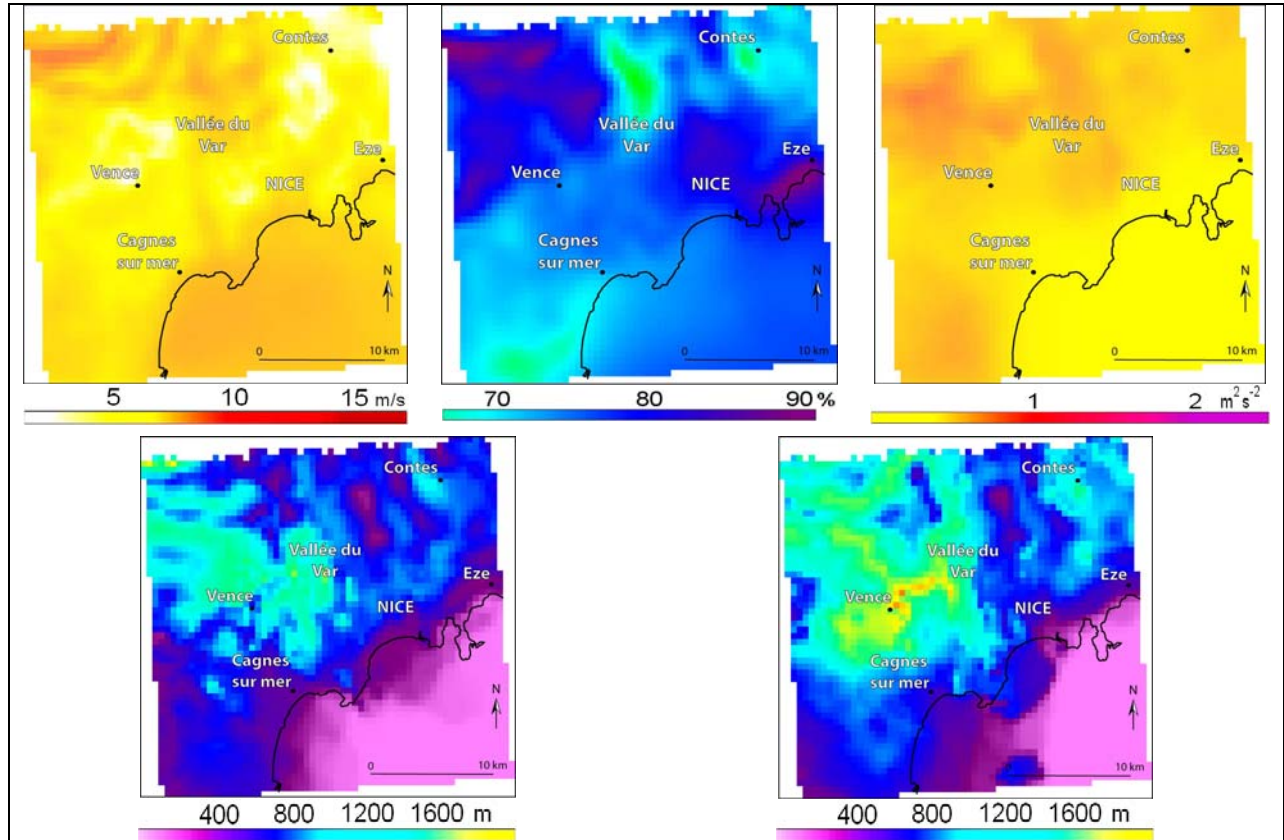 Contes
Vallée du
Var
Eze
Vence
NICE
Cagnes
sur mer
N
0 10 km
5 10 15 m/s
Contes
Vallée du
Var
Eze
Vence
NICE
Cagnes
sur mer
N
0 10 km
70 80 90 %
Contes
Vallée du
Var
Eze
Vence
NICE
Cagnes
sur mer
N
0 10 km
1 2 m² s⁻²
Contes
Vallée du
Var
Eze
Vence
NICE
Cagnes
sur mer
N
0 10 km
400 800 1200 1600 m
Contes
Vallée du
Var
Eze
Vence
NICE
Cagnes
sur mer
N
0 10 km
400 800 1200 1600 m